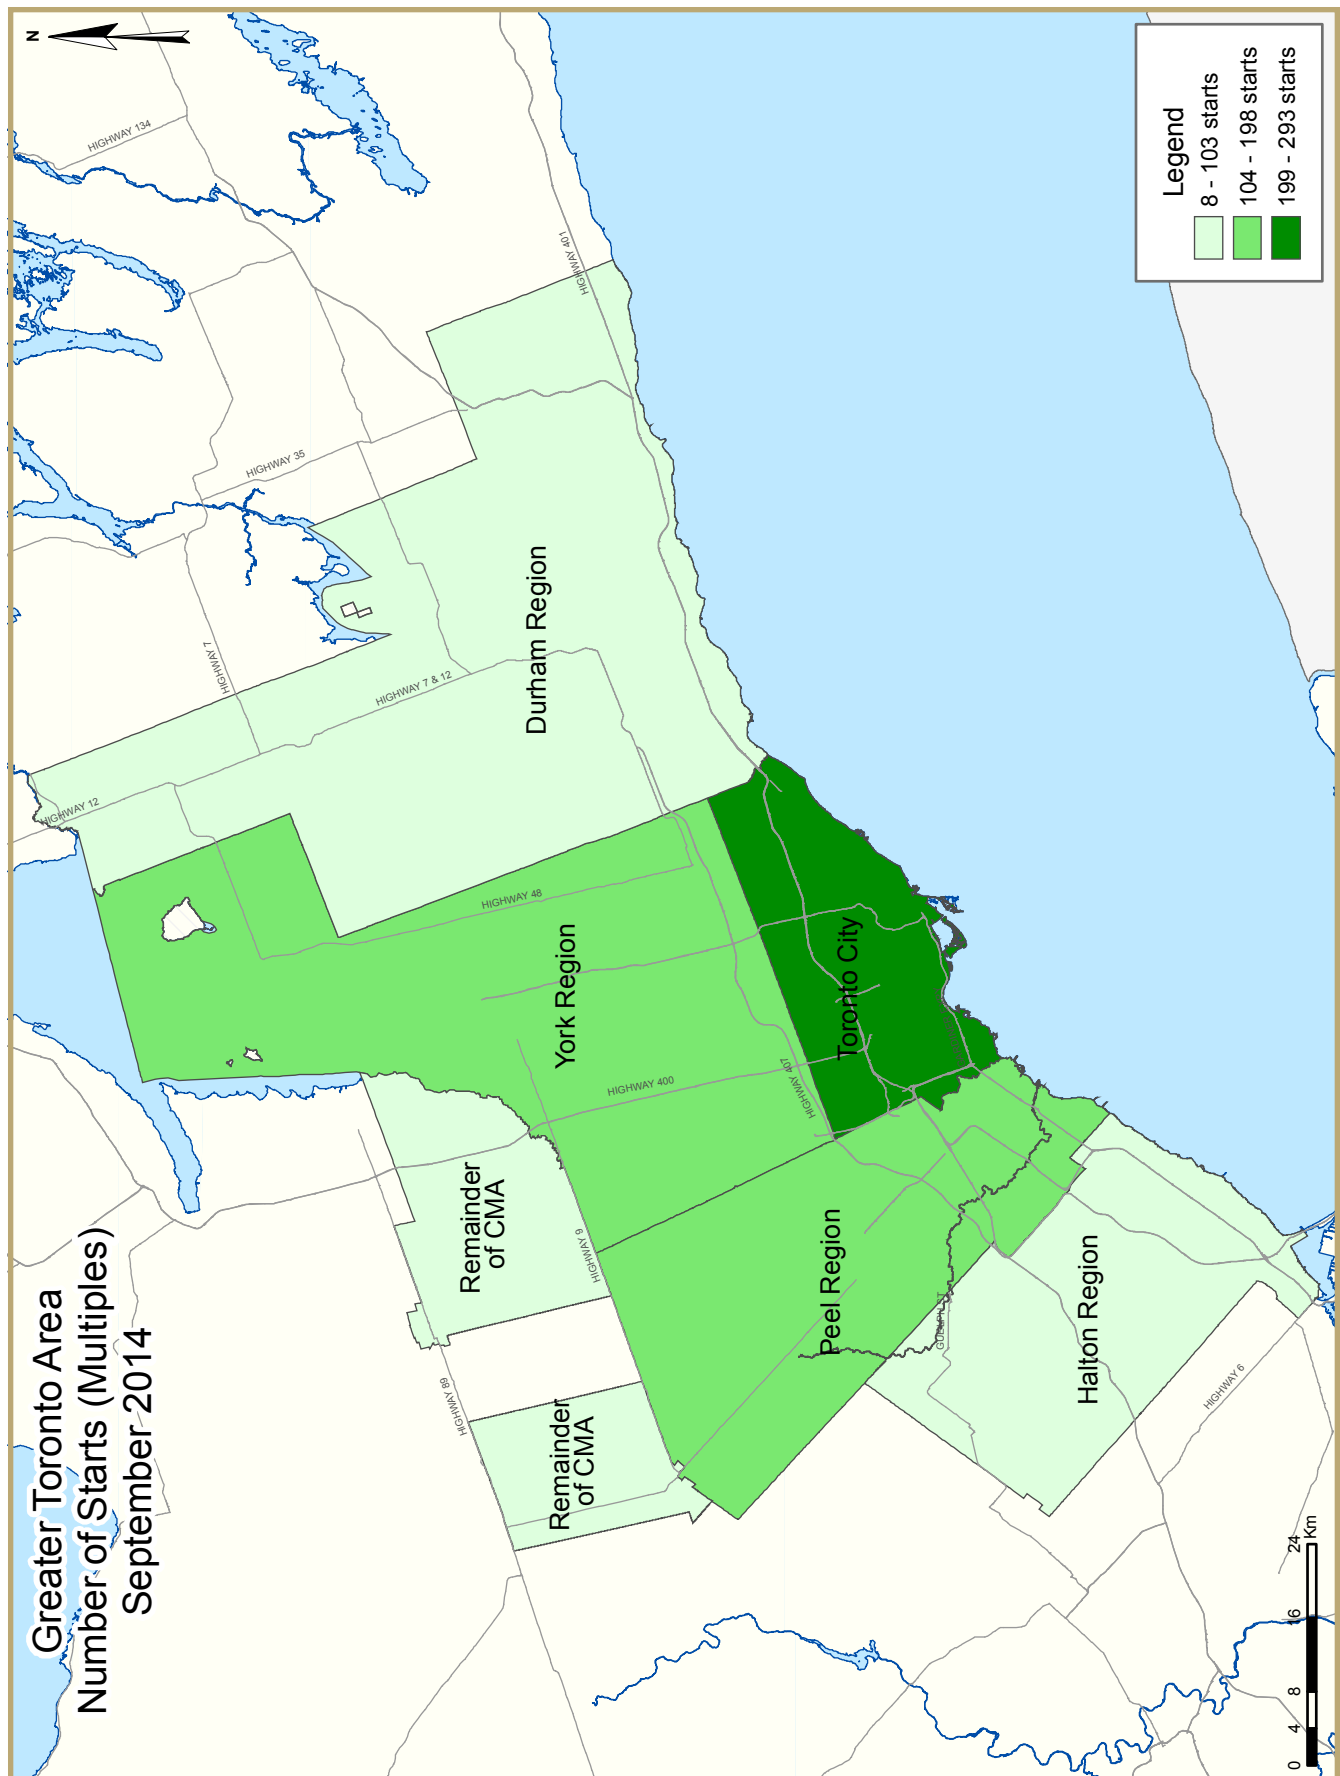 Greater Toronto Area
Number of Starts (Multiples)
September 2014
N
HIGHWAY 134
HIGHWAY 401
HIGHWAY 35
HIGHWAY 7
HIGHWAY 7 & 12
HIGHWAY 12
Durham Region
HIGHWAY 48
York Region
HIGHWAY 400
HIGHWAY 407
Toronto City
Remainder
of CMA
HIGHWAY 9
HIGHWAY 89
Remainder
of CMA
Peel Region
GUELPH ST
Halton Region
HIGHWAY 6
Legend
8 - 103 starts
104 - 198 starts
199 - 293 starts
0 4 8 16 24
Km